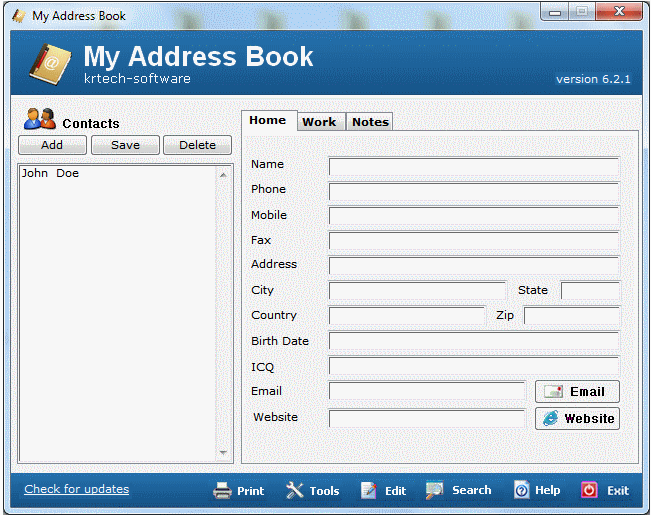 My Address Book
My Address Book
krtech-software
version 6.2.1
Contacts
Add Save Delete
John Doe
Home Work Notes
Name
Phone
Mobile
Fax
Address
City State
Country Zip
Birth Date
ICQ
Email Email
Website Website
Check for updates Print Tools Edit Search Help Exit